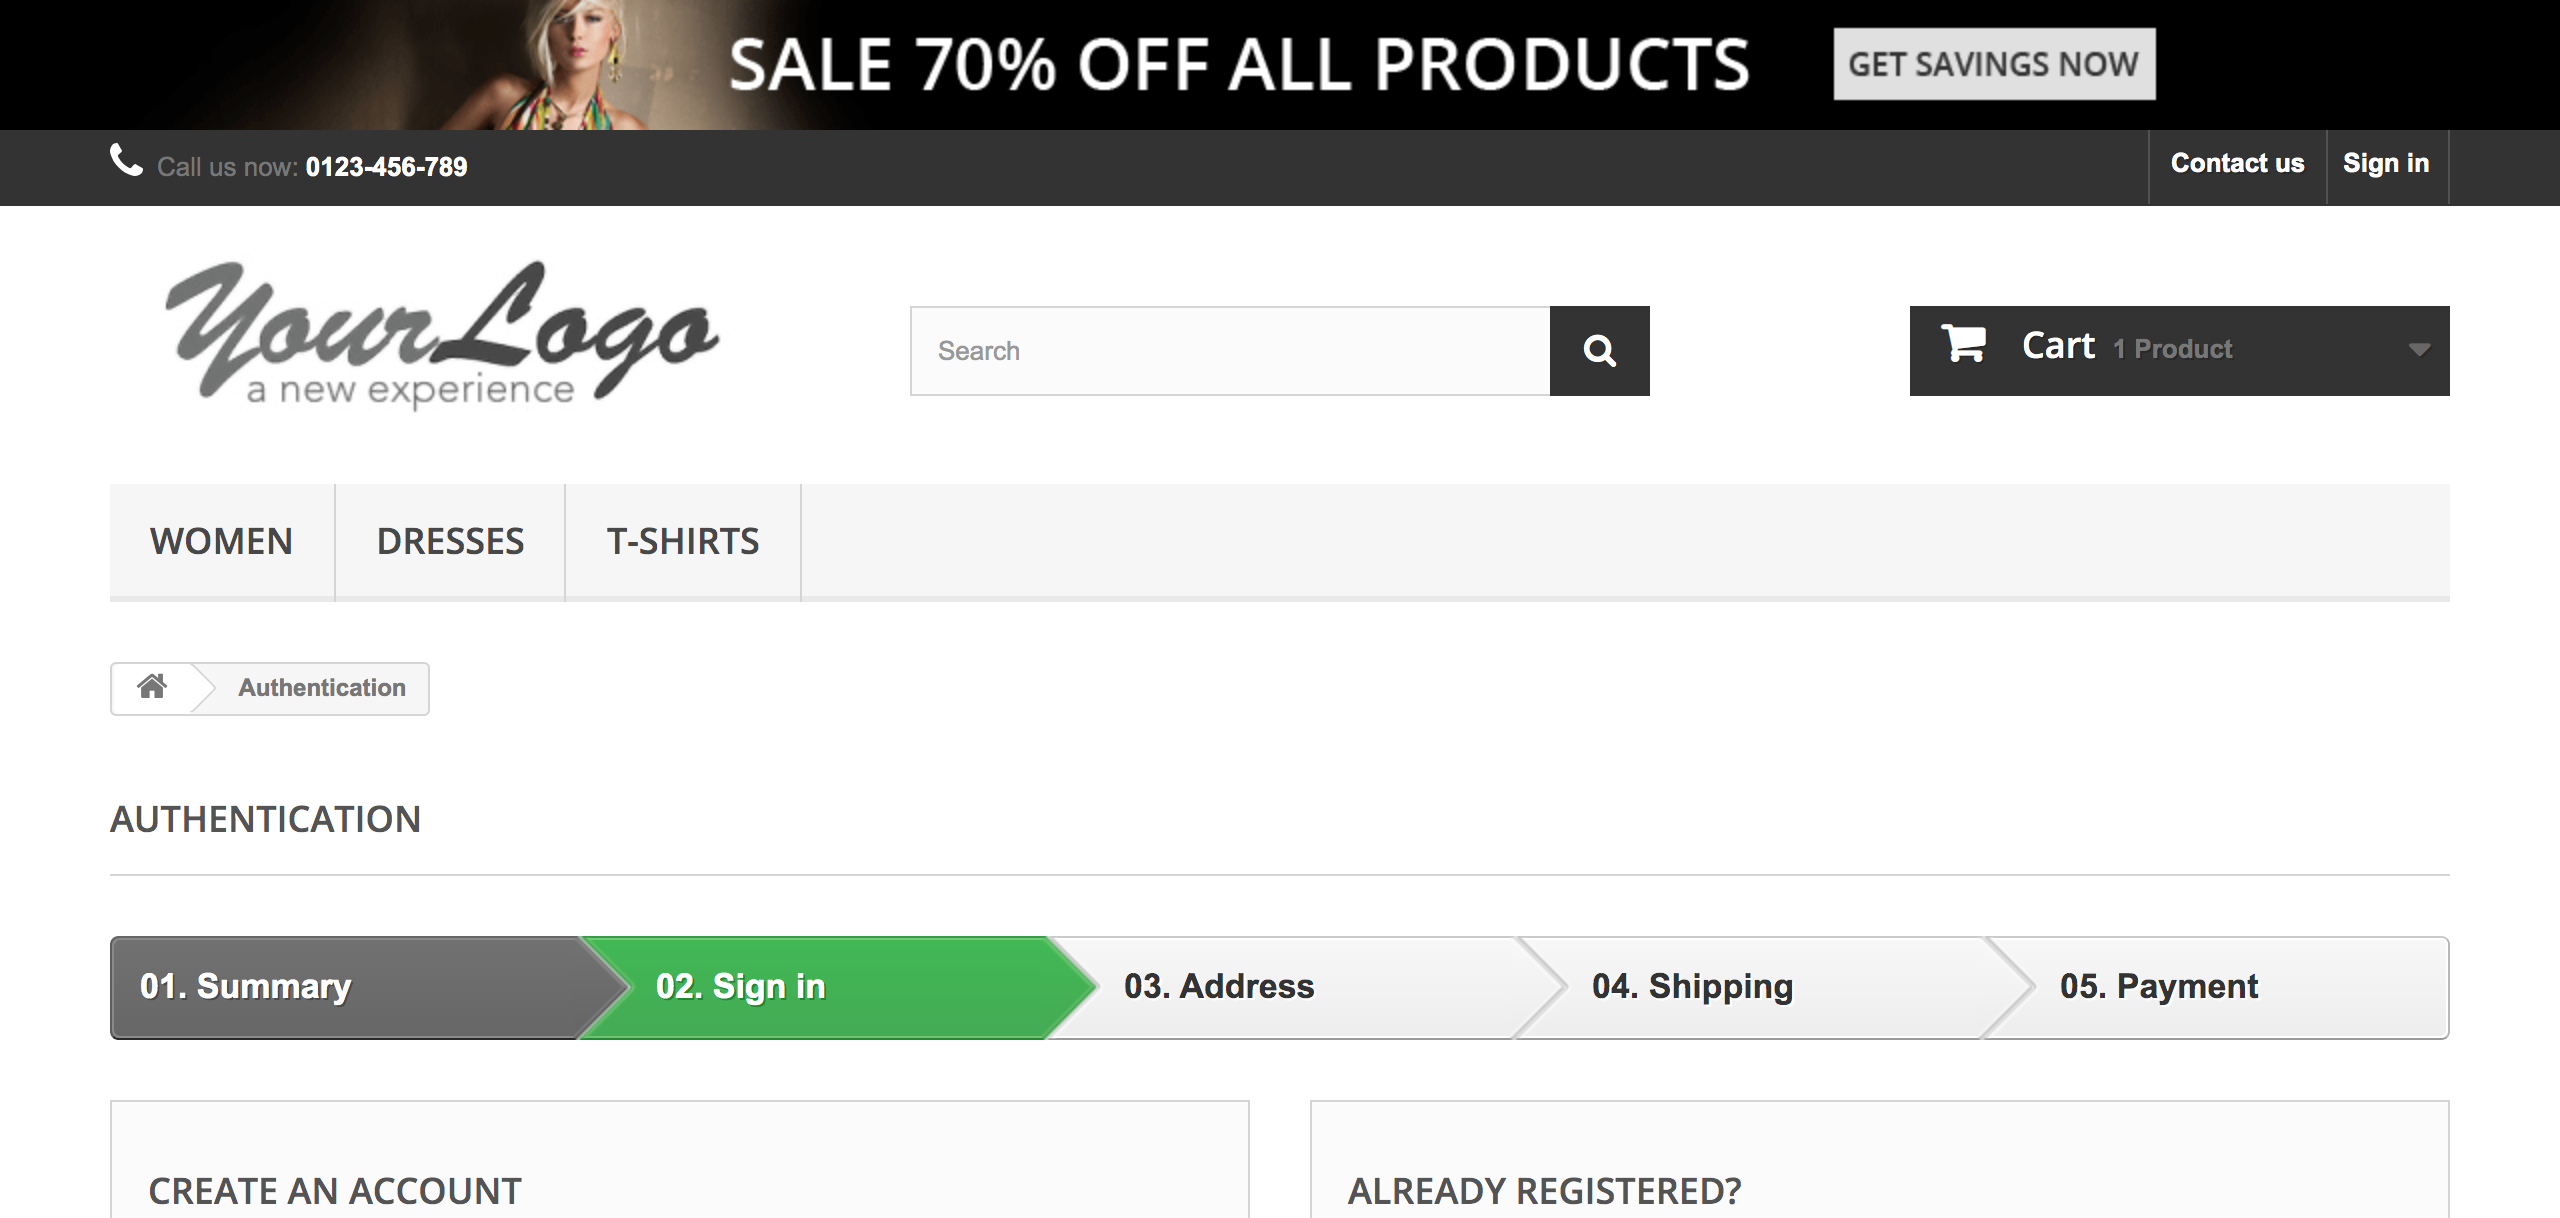 SALE 70% OFF ALL PRODUCTS GET SAVINGS NOW
Call us now: 0123-456-789 Contact us Sign in
Your Logo
a new experience
Search
Cart 1 Product
WOMEN DRESSES T-SHIRTS
Authentication
AUTHENTICATION
01. Summary 02. Sign in 03. Address 04. Shipping 05. Payment
CREATE AN ACCOUNT ALREADY REGISTERED?